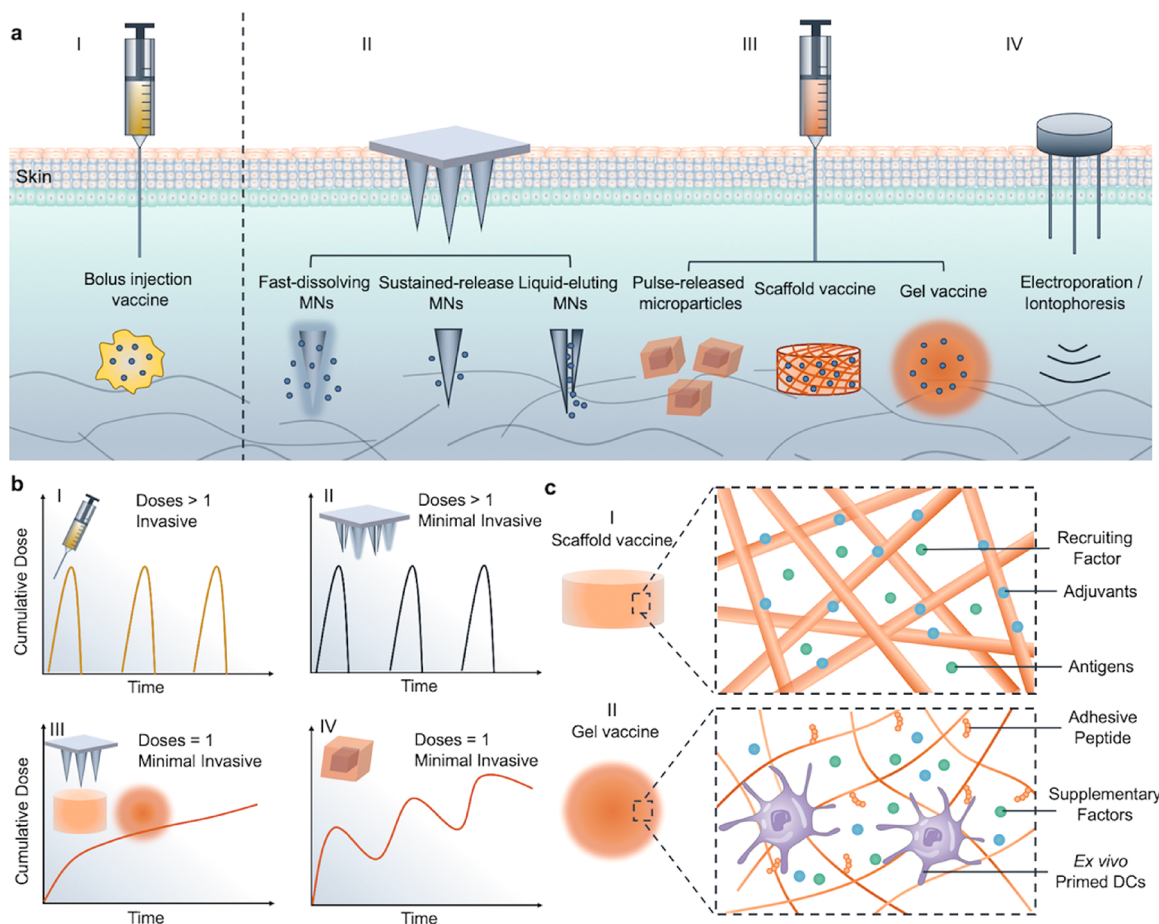 a
I
II
III
IV
Skin
Bolus injection
vaccine
Fast-dissolving
MNs
Sustained-release
MNs
Liquid-eluting
MNs
Pulse-released
microparticles
Scaffold vaccine
Gel vaccine
Electroporation /
Iontophoresis
b
I
Doses > 1
Invasive
Cumulative Dose
Time
II
Doses > 1
Minimal Invasive
Time
III
Doses = 1
Minimal Invasive
Cumulative Dose
Time
IV
Doses = 1
Minimal Invasive
Time
c
I
Scaffold vaccine
Recruiting
Factor
Adjuvants
Antigens
II
Gel vaccine
Adhesive
Peptide
Supplementary
Factors
Ex vivo
Primed DCs